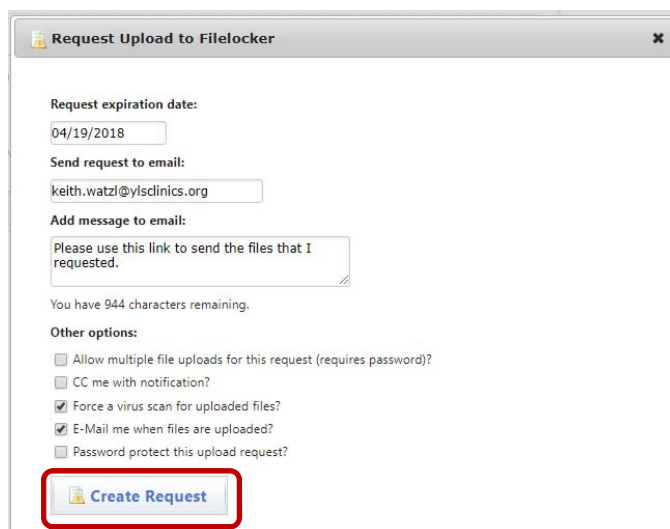 Request Upload to Filelocker
Request expiration date:
04/19/2018
Send request to email:
keith.watzl@ylsclinics.org
Add message to email:
Please use this link to send the files that I
requested.
You have 944 characters remaining.
Other options:
Allow multiple file uploads for this request (requires password)?
CC me with notification?
Force a virus scan for uploaded files?
E-Mail me when files are uploaded?
Password protect this upload request?
Create Request